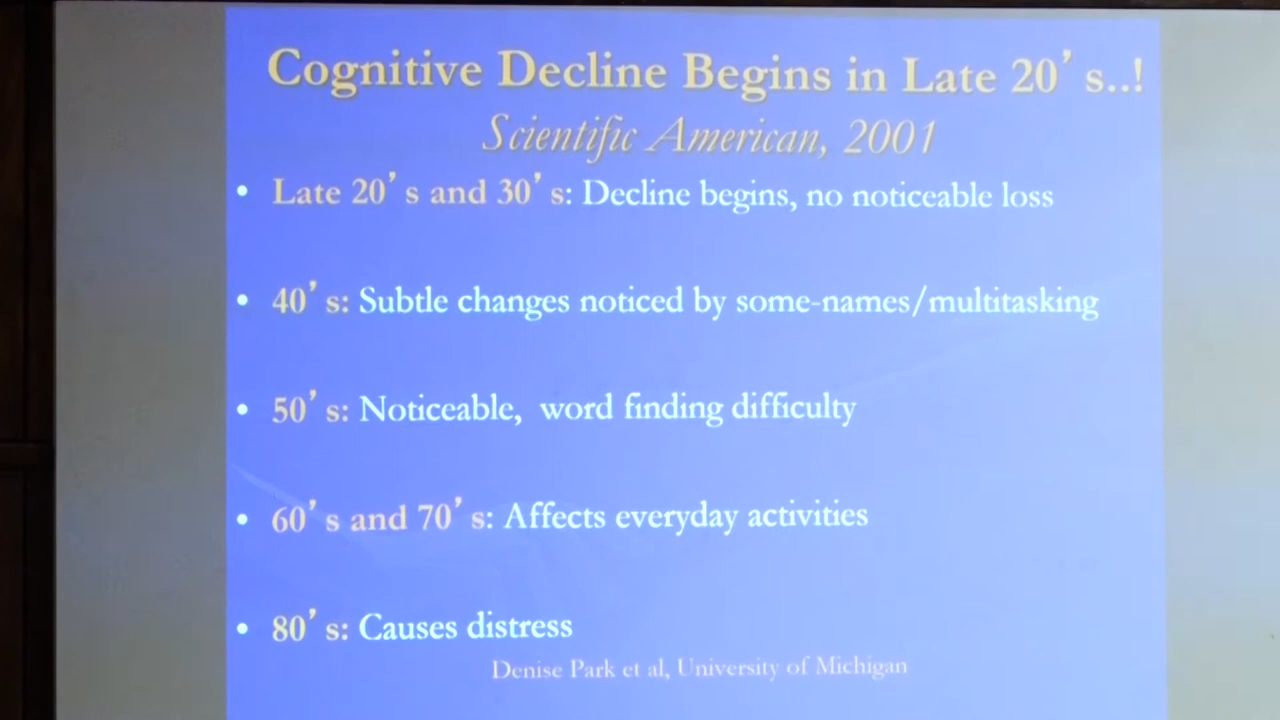 Cognitive Decline Begins in Late 20’s..!
Scientific American, 2001
• Late 20’s and 30’s: Decline begins, no noticeable loss
• 40’s: Subtle changes noticed by some-names/multitasking
• 50’s: Noticeable, word finding difficulty
• 60’s and 70’s: Affects everyday activities
• 80’s: Causes distress
Denise Park et al, University of Michigan